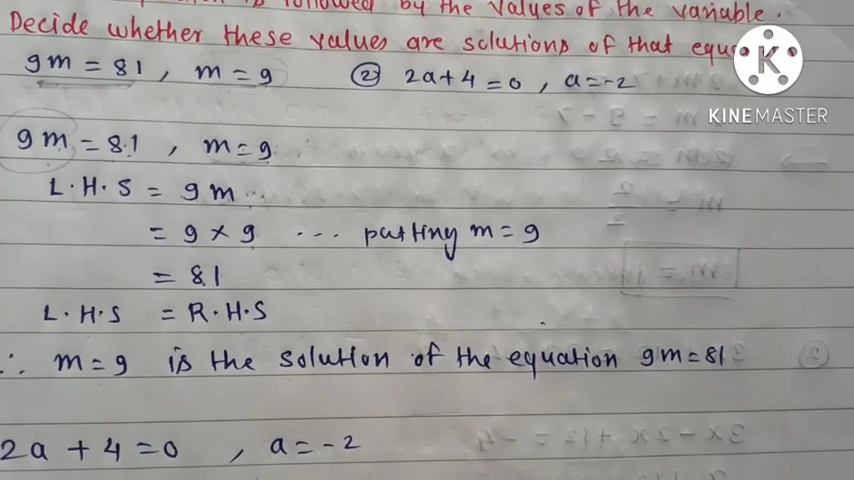 is followed by the values of the variable.
Decide whether these values are solutions of that
9m = 81, m = 9 ② 2a+4=0, a=-2
KINEMASTER
9m = 81, m=9
L.H.S = 9m
= 9 × 9 ... putting m = 9
= 81
L.H.S = R.H.S
∴ m=9 is the solution of the equation 9m=81
2a + 4 = 0, a = -2